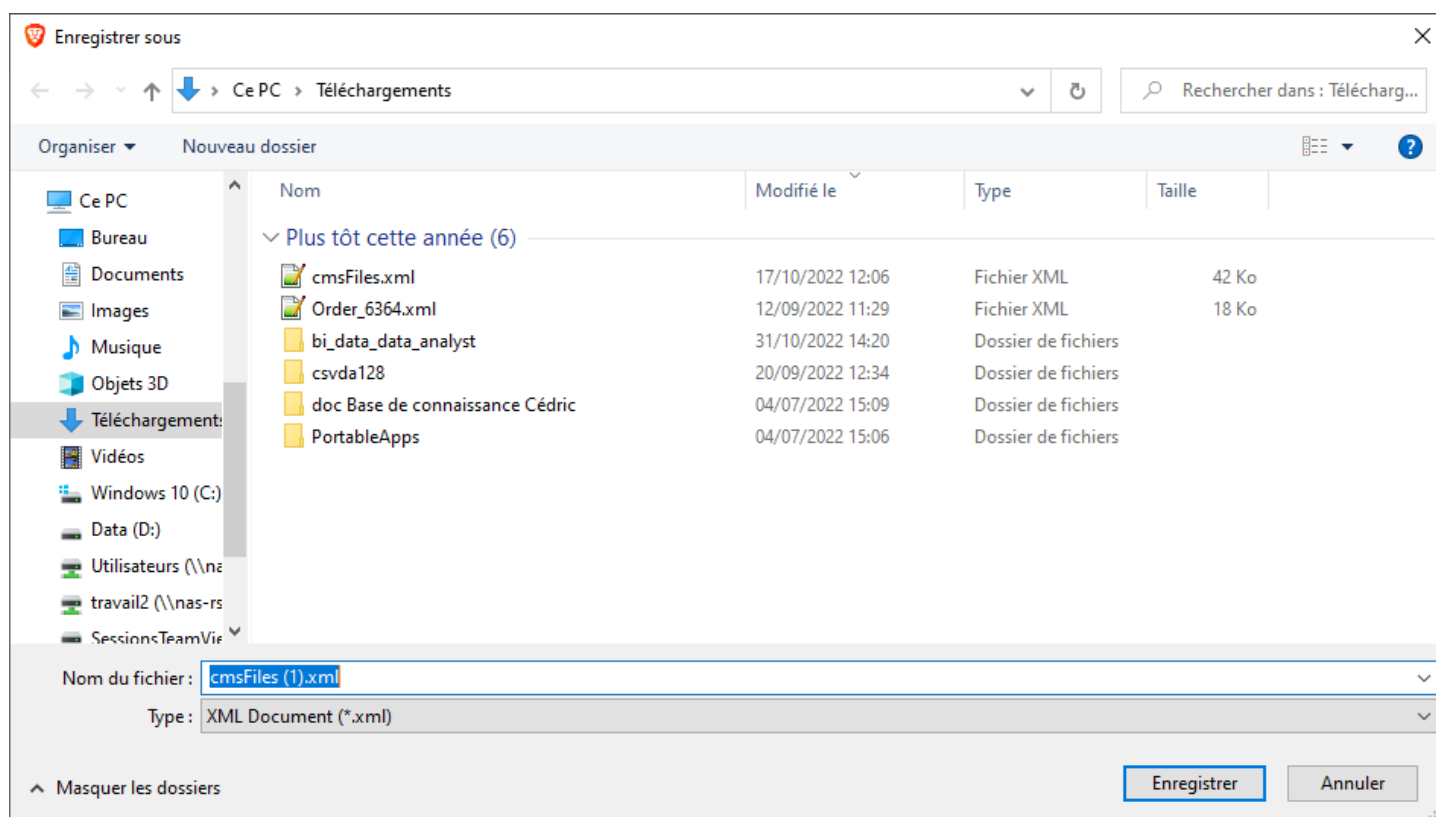 Enregistrer sous
Ce PC > Téléchargements
Rechercher dans : Télécharg...
Organiser
Nouveau dossier
Nom Modifié le Type Taille
Plus tôt cette année (6)
cmsFiles.xml 17/10/2022 12:06 Fichier XML 42 Ko
Order_6364.xml 12/09/2022 11:29 Fichier XML 18 Ko
bi_data_data_analyst 31/10/2022 14:20 Dossier de fichiers
csvda128 20/09/2022 12:34 Dossier de fichiers
doc Base de connaissance Cédric 04/07/2022 15:09 Dossier de fichiers
PortableApps 04/07/2022 15:06 Dossier de fichiers
Ce PC
Bureau
Documents
Images
Musique
Objets 3D
Téléchargements
Vidéos
Windows 10 (C:)
Data (D:)
Utilisateurs (\\na
travail2 (\\nas-rs
SessionsTeamVie
Nom du fichier : cmsFiles (1).xml
Type : XML Document (*.xml)
Masquer les dossiers
Enregistrer
Annuler